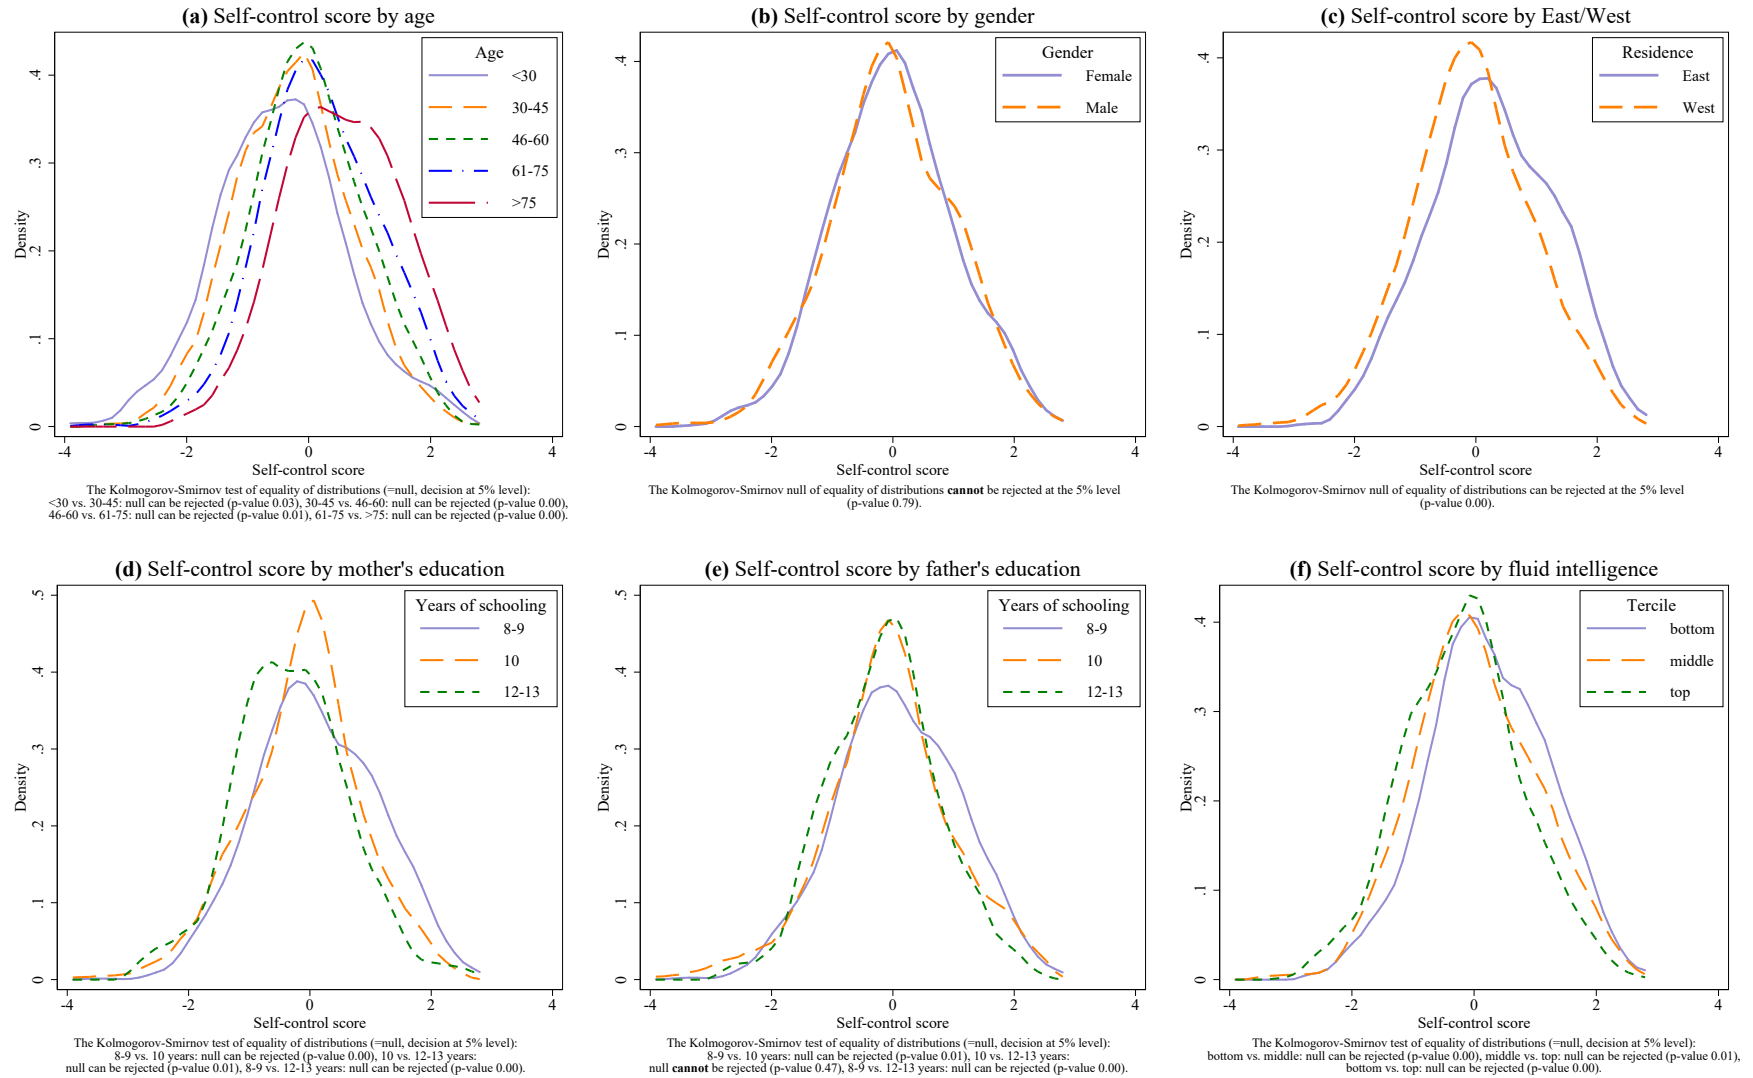 (a) Self-control score by age
Density
.4
.3
.2
.1
0
Age
<30
30-45
46-60
61-75
>75
-4 -2 0 2 4
Self-control score
The Kolmogorov-Smirnov test of equality of distributions (=null, decision at 5% level):
<30 vs. 30-45: null can be rejected (p-value 0.03), 30-45 vs. 46-60: null can be rejected (p-value 0.00),
46-60 vs. 61-75: null can be rejected (p-value 0.01), 61-75 vs. >75: null can be rejected (p-value 0.00).
(b) Self-control score by gender
Density
.4
.3
.2
.1
0
Gender
Female
Male
-4 -2 0 2 4
Self-control score
The Kolmogorov-Smirnov null of equality of distributions cannot be rejected at the 5% level
(p-value 0.79).
(c) Self-control score by East/West
Density
.4
.3
.2
.1
0
Residence
East
West
-4 -2 0 2 4
Self-control score
The Kolmogorov-Smirnov null of equality of distributions can be rejected at the 5% level
(p-value 0.00).
(d) Self-control score by mother's education
Density
.5
.4
.3
.2
.1
0
Years of schooling
8-9
10
12-13
-4 -2 0 2 4
Self-control score
The Kolmogorov-Smirnov test of equality of distributions (=null, decision at 5% level):
8-9 vs. 10 years: null can be rejected (p-value 0.00), 10 vs. 12-13 years:
null can be rejected (p-value 0.01), 8-9 vs. 12-13 years: null can be rejected (p-value 0.00).
(e) Self-control score by father's education
Density
.5
.4
.3
.2
.1
0
Years of schooling
8-9
10
12-13
-4 -2 0 2 4
Self-control score
The Kolmogorov-Smirnov test of equality of distributions (=null, decision at 5% level):
8-9 vs. 10 years: null can be rejected (p-value 0.01), 10 vs. 12-13 years:
null cannot be rejected (p-value 0.47), 8-9 vs. 12-13 years: null can be rejected (p-value 0.00).
(f) Self-control score by fluid intelligence
Density
.4
.3
.2
.1
0
Tercile
bottom
middle
top
-4 -2 0 2 4
Self-control score
The Kolmogorov-Smirnov test of equality of distributions (=null, decision at 5% level):
bottom vs. middle: null can be rejected (p-value 0.00), middle vs. top: null can be rejected (p-value 0.01),
bottom vs. top: null can be rejected (p-value 0.00).